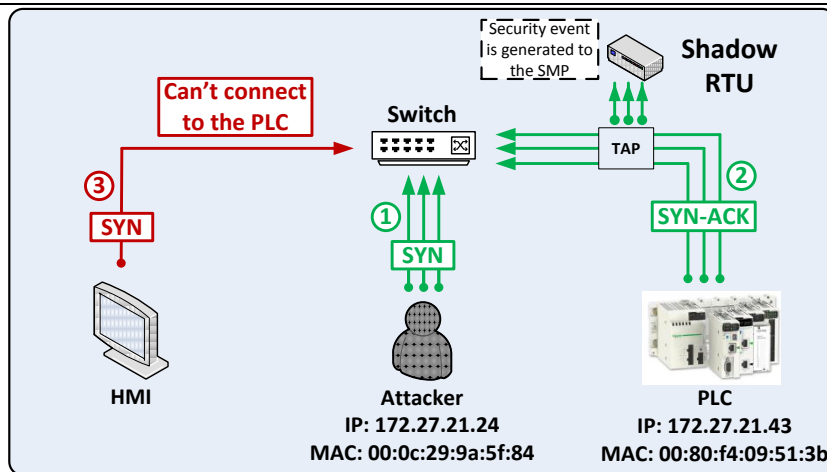 Security event
is generated to
the SMP
Shadow
RTU
Can't connect
to the PLC
Switch
TAP
3
SYN
1
SYN
2
SYN-ACK
HMI
Attacker
IP: 172.27.21.24
MAC: 00:0c:29:9a:5f:84
PLC
IP: 172.27.21.43
MAC: 00:80:f4:09:51:3b